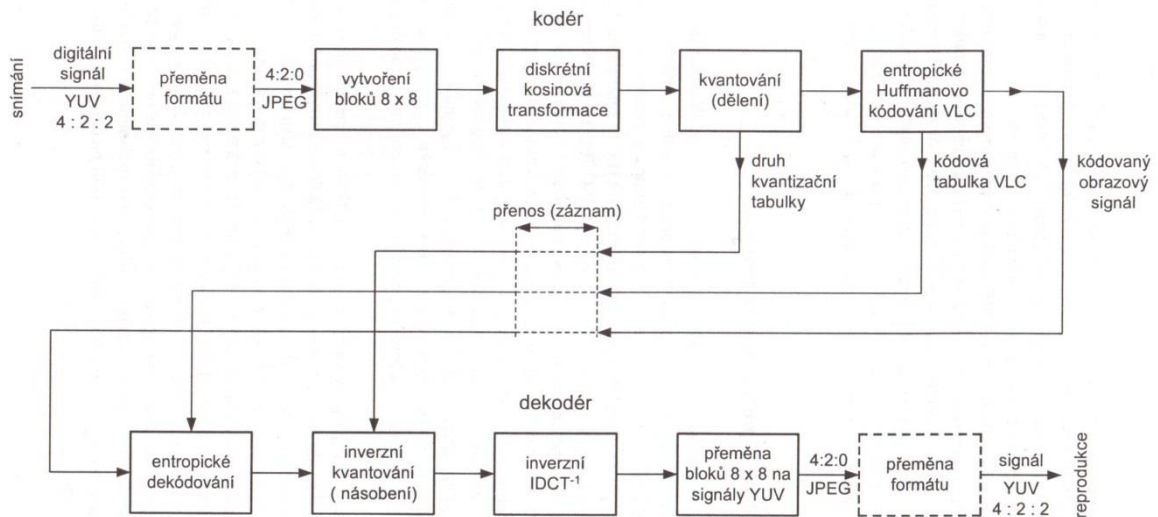 kodér
snímání
digitální
signál
YUV
4 : 2 : 2
přeměna
formátu
4:2:0
JPEG
vytvoření
bloků 8 x 8
diskrétní
kosinová
transformace
kvantování
(dělení)
entropické
Huffmanovo
kódování VLC
druh
kvantizační
tabulky
kódová
tabulka VLC
kódovaný
obrazový
signál
přenos (záznam)
dekodér
entropické
dekódování
inverzní
kvantování
( násobení)
inverzní
IDCT-1
přeměna
bloků 8 x 8 na
signály YUV
4:2:0
JPEG
přeměna
formátu
signál
YUV
4 : 2 : 2
reprodukce